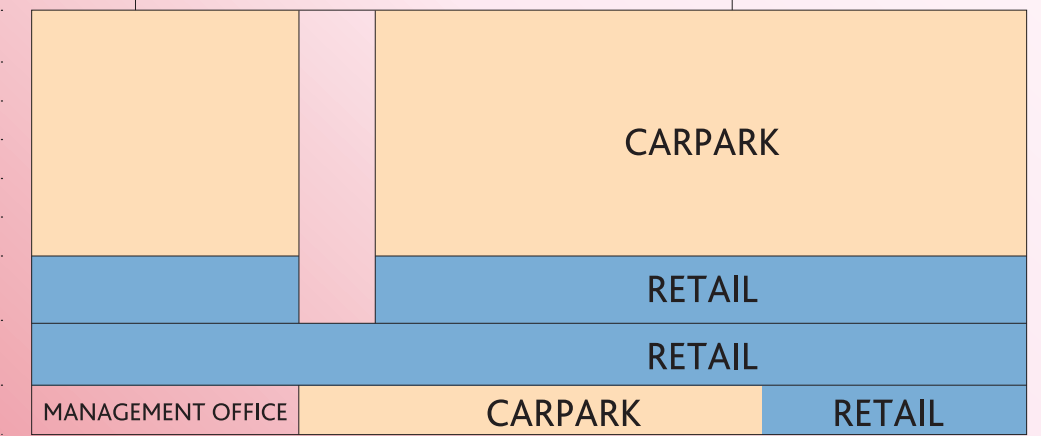 CARPARK
RETAIL
RETAIL
MANAGEMENT OFFICE CARPARK RETAIL